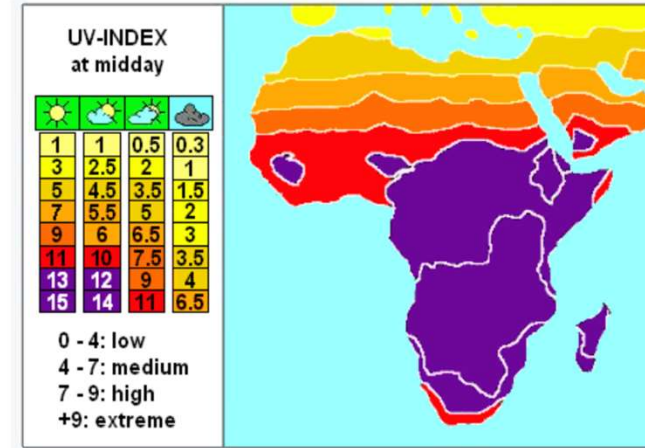 UV-INDEX
at midday
1 1 0.5 0.3
3 2.5 2 1
5 4.5 3.5 1.5
7 5.5 5 2
9 6 6.5 3
11 10 7.5 3.5
13 12 9 4
15 14 11 6.5
0 - 4: low
4 - 7: medium
7 - 9: high
+9: extreme